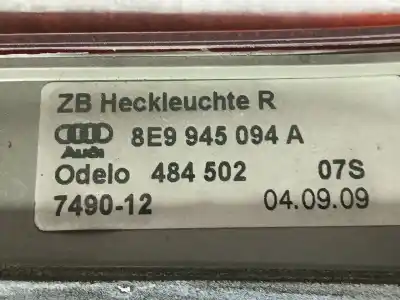 ZB Heckleuchte R
Audi 8E9 945 094 A
Odelo 484 502 07S
7490-12 04.09.09